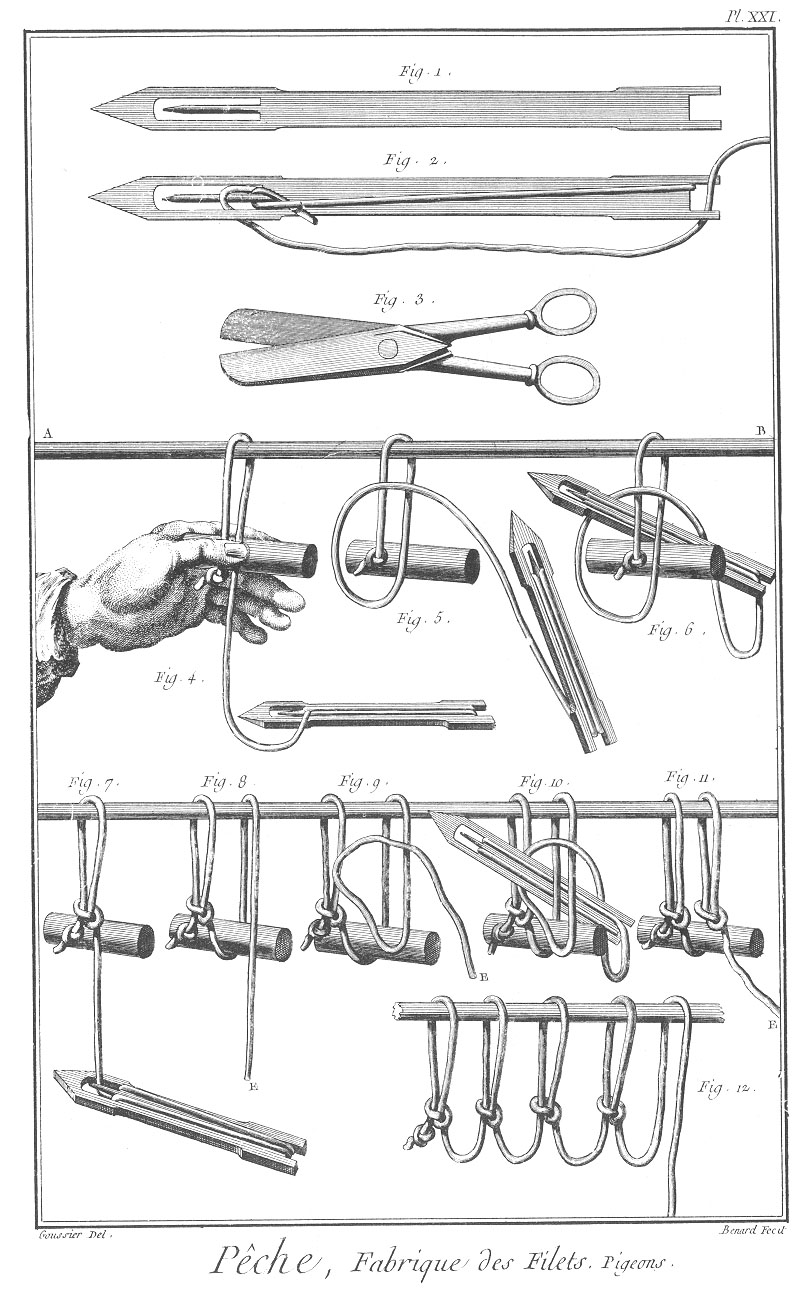 Pl. XXI.
Fig. 1.
Fig. 2.
Fig. 3.
A B
Fig. 4.
Fig. 5.
Fig. 6.
Fig. 7. Fig. 8. Fig. 9. Fig. 10. Fig. 11.
E
E
E
Fig. 12.
Goussier Del. Benard Fecit
Pêche, Fabrique des Filets. Pigeons.